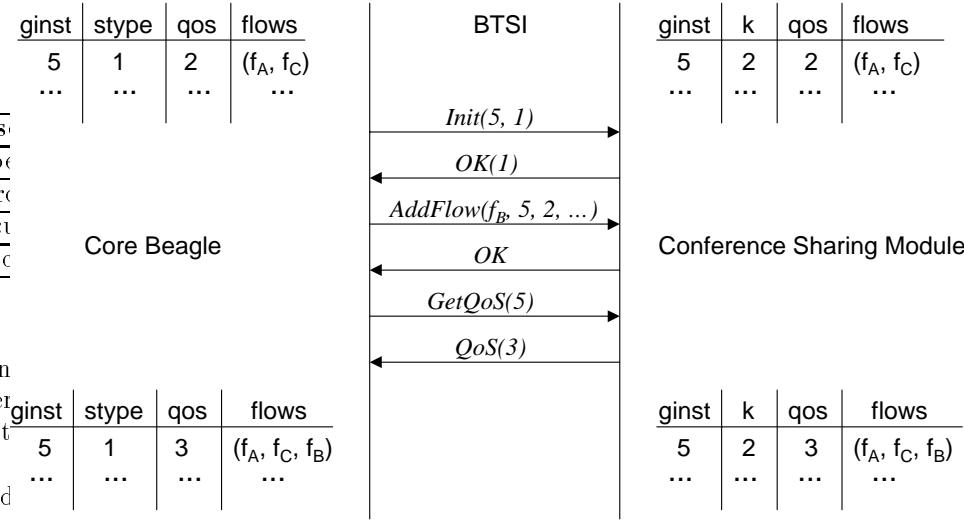 ginst stype qos flows
5 1 2 (fA, fC)
... ... ... ...
BTSI
ginst k qos flows
5 2 2 (fA, fC)
... ... ... ...
Init(5, 1)
OK(1)
AddFlow(fB, 5, 2, ...)
OK
GetQoS(5)
QoS(3)
Core Beagle
Conference Sharing Module
ginst stype qos flows
5 1 3 (fA, fC, fB)
... ... ... ...
ginst k qos flows
5 2 3 (fA, fC, fB)
... ... ... ...